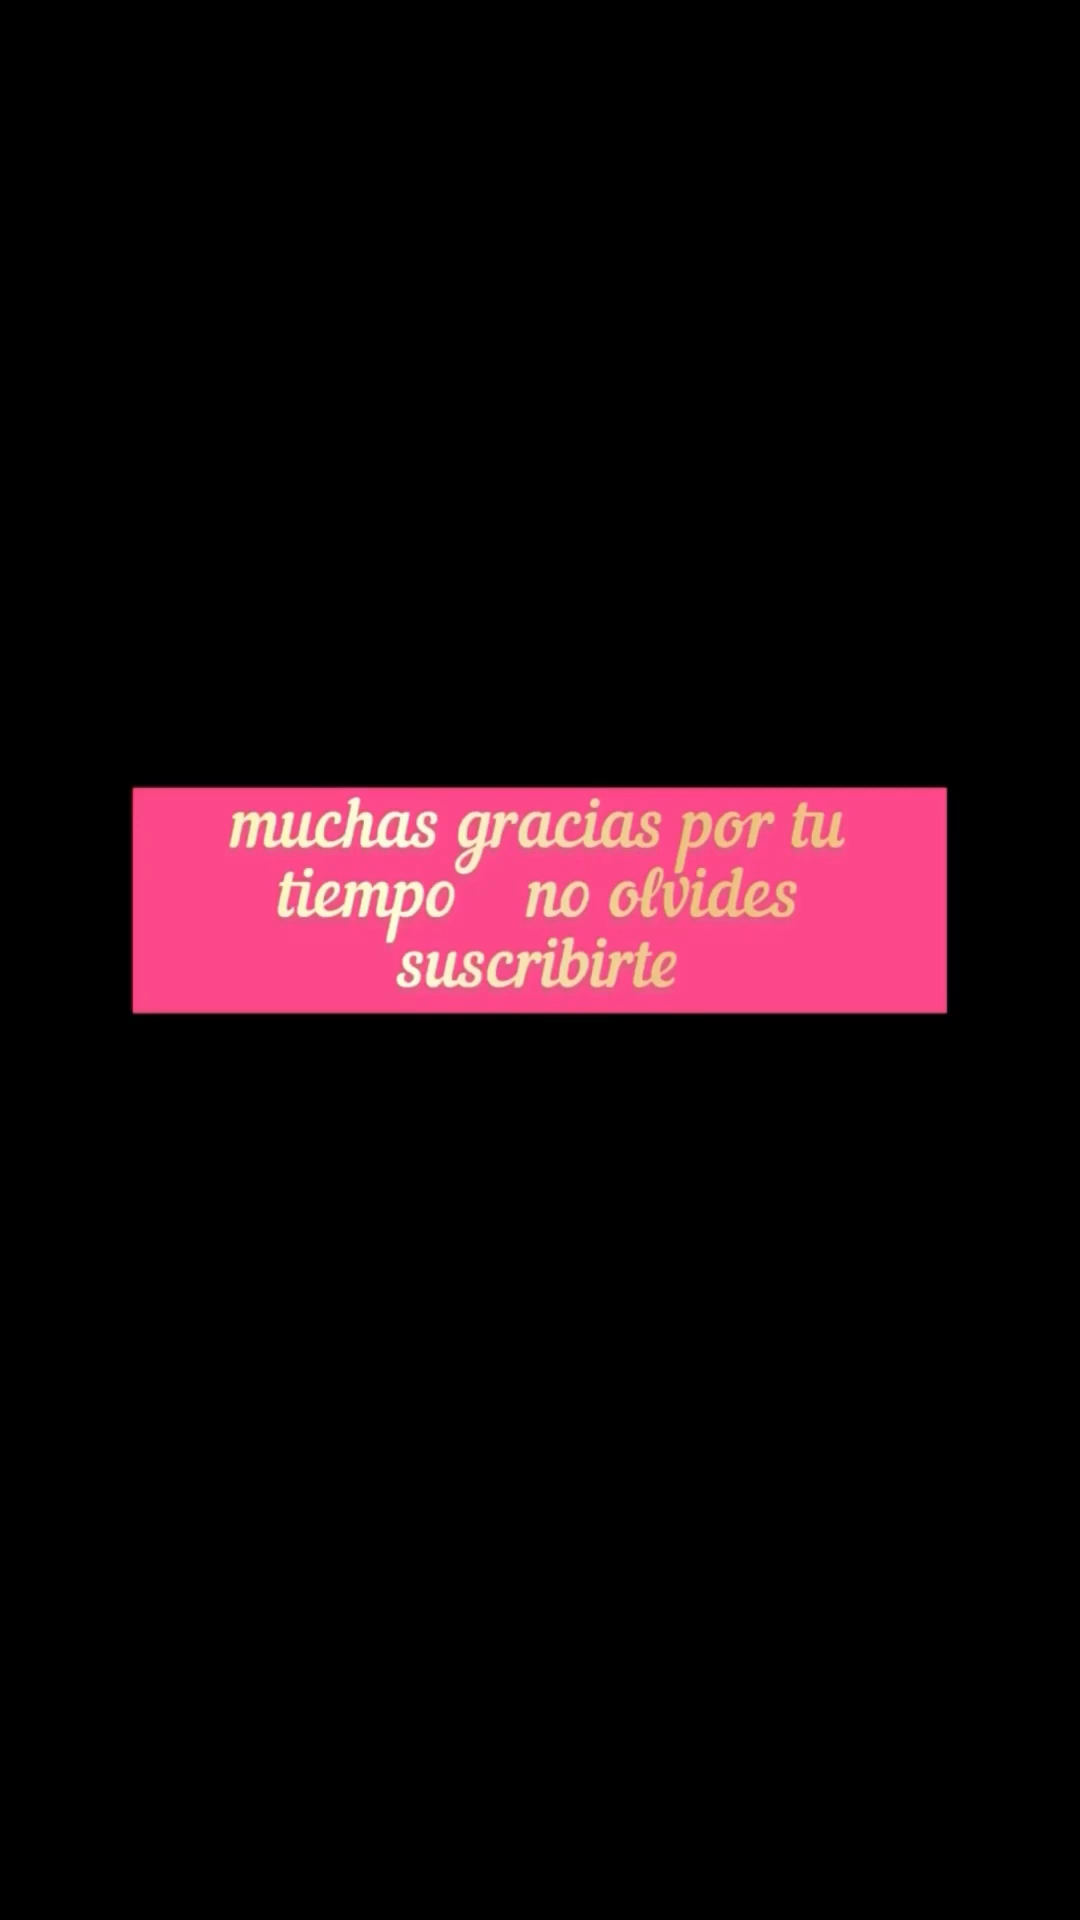 muchas gracias por tu
tiempo no olvides
suscribirte